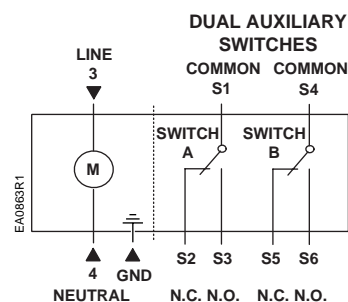 DUAL AUXILIARY
SWITCHES
LINE
3
COMMON COMMON
S1 S4
SWITCH
A
SWITCH
B
M
EA0863R1
4
GND
S2 S3 S5 S6
NEUTRAL
N.C. N.O. N.C. N.O.